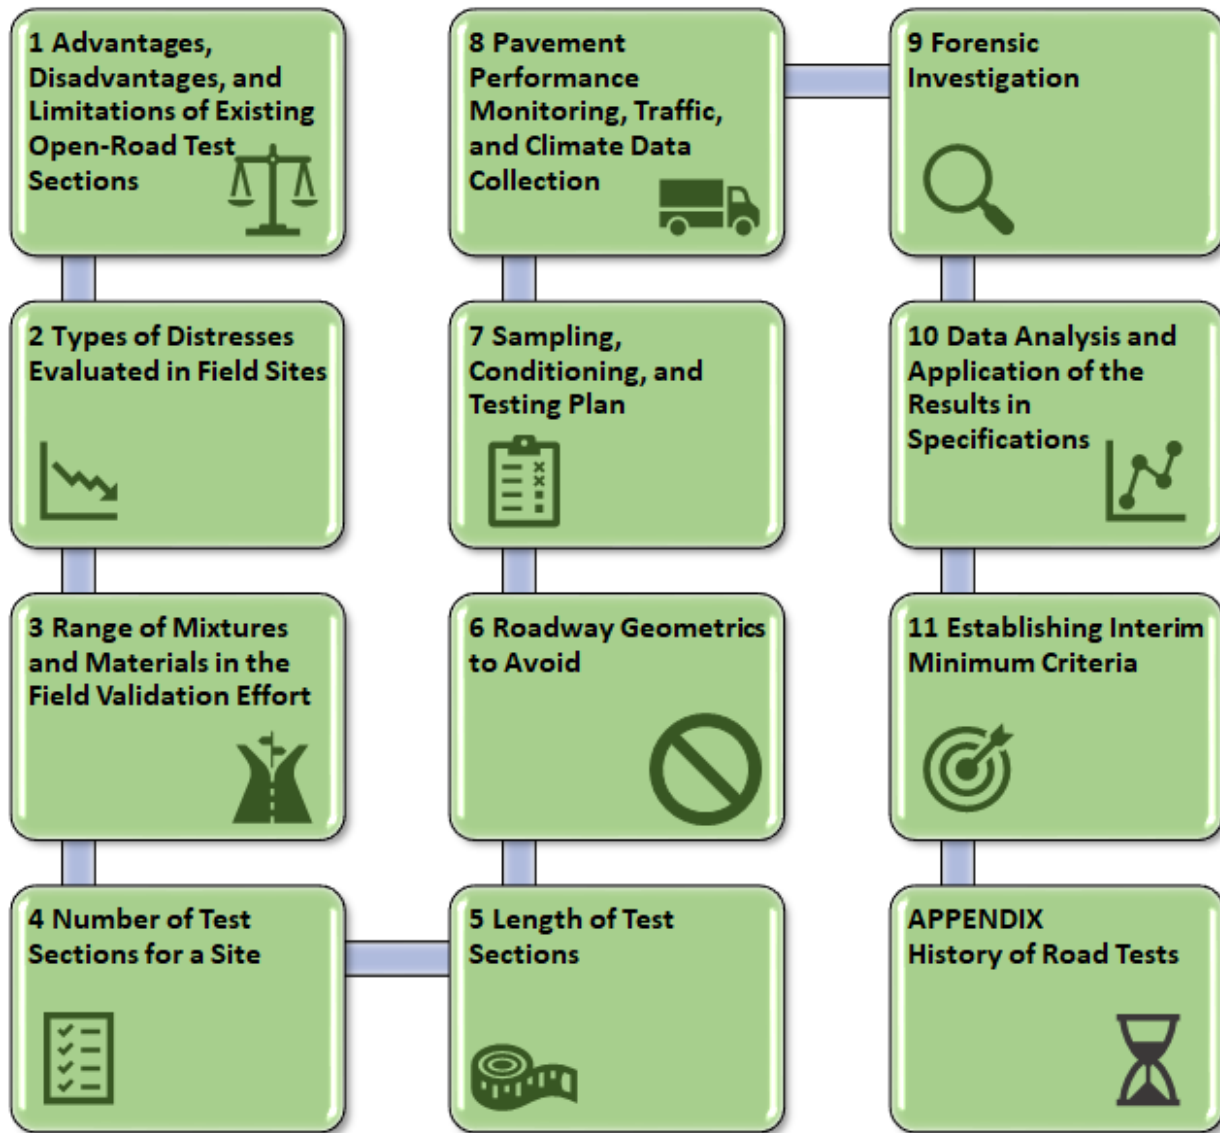 1 Advantages,
Disadvantages, and
Limitations of Existing
Open-Road Test
Sections
2 Types of Distresses
Evaluated in Field Sites
3 Range of Mixtures
and Materials in the
Field Validation Effort
4 Number of Test
Sections for a Site
5 Length of Test
Sections
6 Roadway Geometrics
to Avoid
7 Sampling,
Conditioning, and
Testing Plan
8 Pavement
Performance
Monitoring, Traffic,
and Climate Data
Collection
9 Forensic
Investigation
10 Data Analysis and
Application of the
Results in
Specifications
11 Establishing Interim
Minimum Criteria
APPENDIX
History of Road Tests